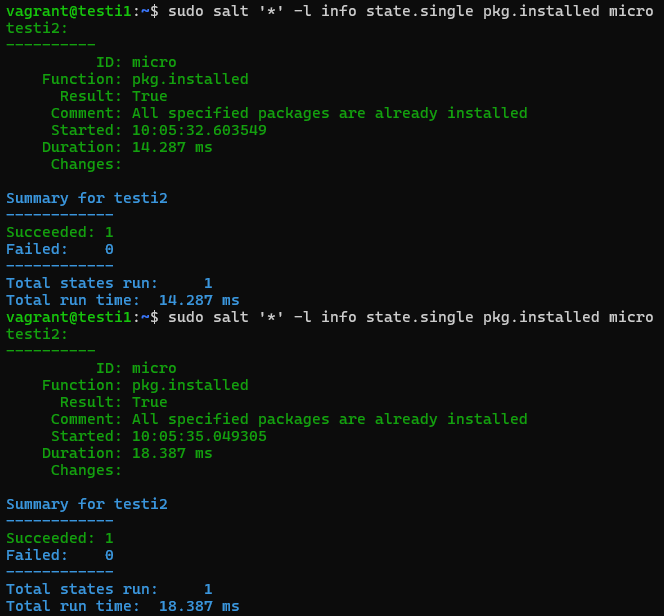 vagrant@testi1:~$ sudo salt '*' -l info state.single pkg.installed micro
testi2:
----------
          ID: micro
    Function: pkg.installed
      Result: True
     Comment: All specified packages are already installed
     Started: 10:05:32.603549
    Duration: 14.287 ms
     Changes:

Summary for testi2
------------
Succeeded: 1
Failed:    0
------------
Total states run:     1
Total run time:  14.287 ms
vagrant@testi1:~$ sudo salt '*' -l info state.single pkg.installed micro
testi2:
----------
          ID: micro
    Function: pkg.installed
      Result: True
     Comment: All specified packages are already installed
     Started: 10:05:35.049305
    Duration: 18.387 ms
     Changes:

Summary for testi2
------------
Succeeded: 1
Failed:    0
------------
Total states run:     1
Total run time:  18.387 ms